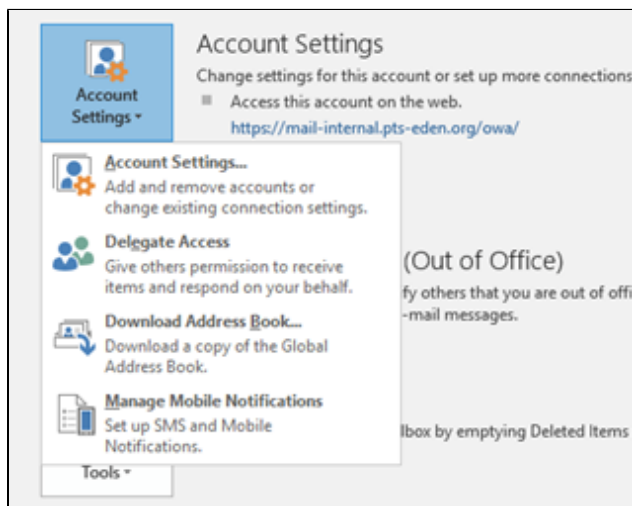 Account
Settings
Account Settings
Change settings for this account or set up more connections
Access this account on the web.
https://mail-internal.pts-eden.org/owa/
Account Settings...
Add and remove accounts or
change existing connection settings.
Delegate Access
Give others permission to receive
items and respond on your behalf.
Download Address Book...
Download a copy of the Global
Address Book.
Manage Mobile Notifications
Set up SMS and Mobile
Notifications.
(Out of Office)
fy others that you are out of offi
-mail messages.
lbox by emptying Deleted Items
Tools